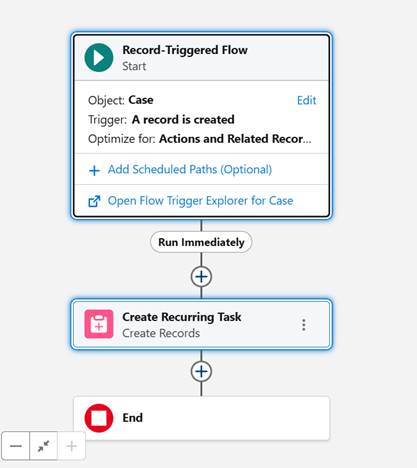 Record-Triggered Flow
Start
Object: Case
Edit
Trigger: A record is created
Optimize for: Actions and Related Recor...
Add Scheduled Paths (Optional)
Open Flow Trigger Explorer for Case
Run Immediately
Create Recurring Task
Create Records
End